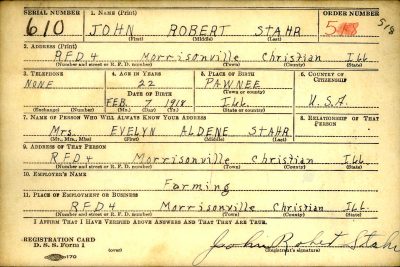 SERIAL NUMBER 1. NAME (Print) ORDER NUMBER
610 JOHN ROBERT STAHR 518
(First) (Middle) (Last)
2. ADDRESS (Print)
R.F.D 4 Morrisonville Christian Ill
(Number and street or R. F. D. number) (Town) (County) (State)
3. TELEPHONE 4. AGE IN YEARS 5. PLACE OF BIRTH 6. COUNTRY OF CITIZENSHIP
NONE 22 PAWNEE
DATE OF BIRTH (Town or county)
FEB 7 1918 Ill. U.S.A.
(Exchange) (Number) (Mo.) (Day) (Yr.) (State or country)
7. NAME OF PERSON WHO WILL ALWAYS KNOW YOUR ADDRESS 8. RELATIONSHIP OF THAT PERSON
Mrs. EVELYN ALDENE STAHR
(Mr., Mrs., Miss) (First) (Middle) (Last)
9. ADDRESS OF THAT PERSON
R.F.D 4 Morrisonville Christian Ill
(Number and street or R. F. D. number) (Town) (County) (State)
10. EMPLOYER'S NAME
Farming
11. PLACE OF EMPLOYMENT OR BUSINESS
R.F.D 4 Morrisonville Christian Ill
(Number and street or R. F. D. number) (Town) (County) (State)
I AFFIRM THAT I HAVE VERIFIED ABOVE ANSWERS AND THAT THEY ARE TRUE.
REGISTRATION CARD
D. S. S. Form 1 John Robert Stahr
(Registrant's signature)